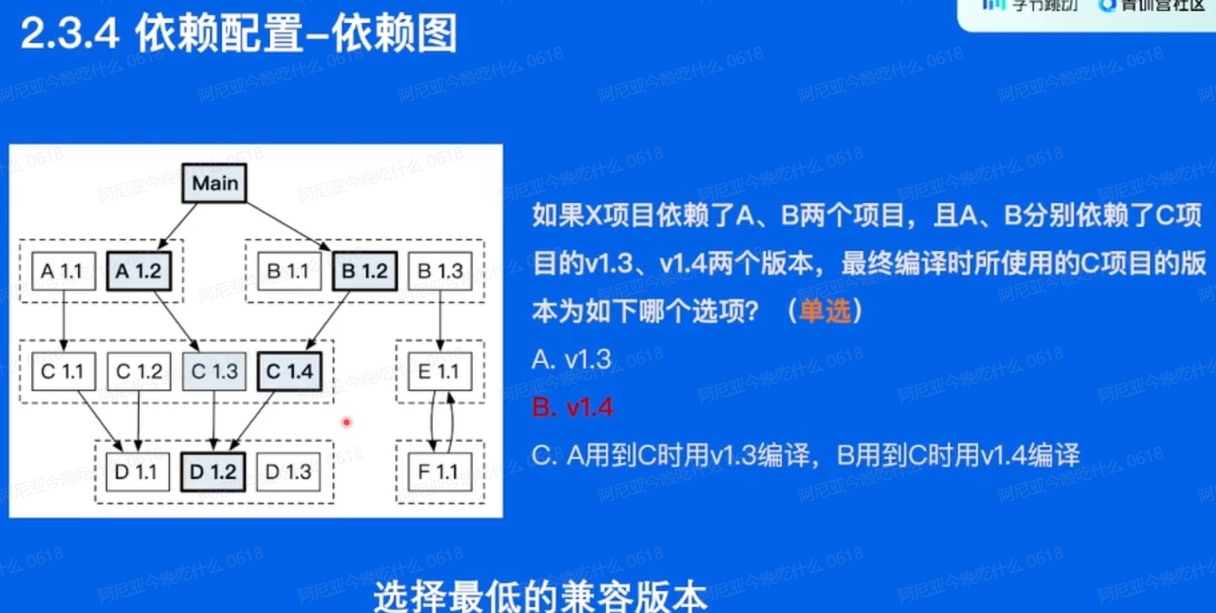 字节跳动 青训营社区
2.3.4 依赖配置-依赖图
Main
A 1.1 A 1.2 B 1.1 B 1.2 B 1.3
C 1.1 C 1.2 C 1.3 C 1.4 E 1.1
D 1.1 D 1.2 D 1.3 F 1.1
如果X项目依赖了A、B两个项目，且A、B分别依赖了C项
目的v1.3、v1.4两个版本，最终编译时所使用的C项目的版
本为如下哪个选项？（单选）
A. v1.3
B. v1.4
C. A用到C时用v1.3编译，B用到C时用v1.4编译
选择最低的兼容版本
阿尼亚今晚吃什么 0618